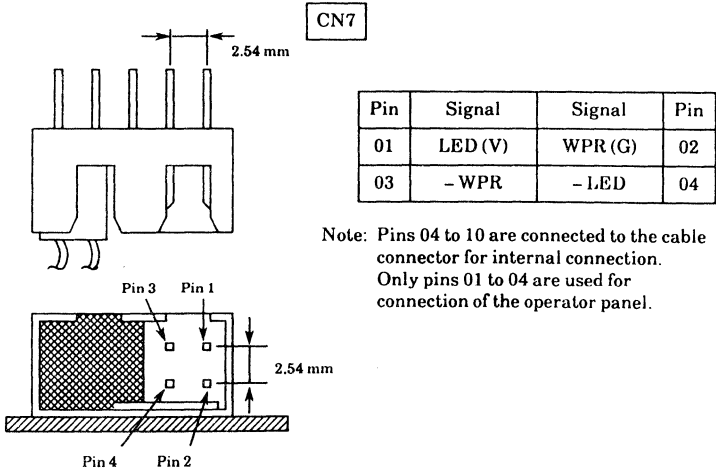 CN7
2.54 mm
Pin Signal Signal Pin
01 LED (V) WPR (G) 02
03 – WPR – LED 04
Note: Pins 04 to 10 are connected to the cable
connector for internal connection.
Only pins 01 to 04 are used for
connection of the operator panel.
Pin 3 Pin 1
2.54 mm
Pin 4 Pin 2